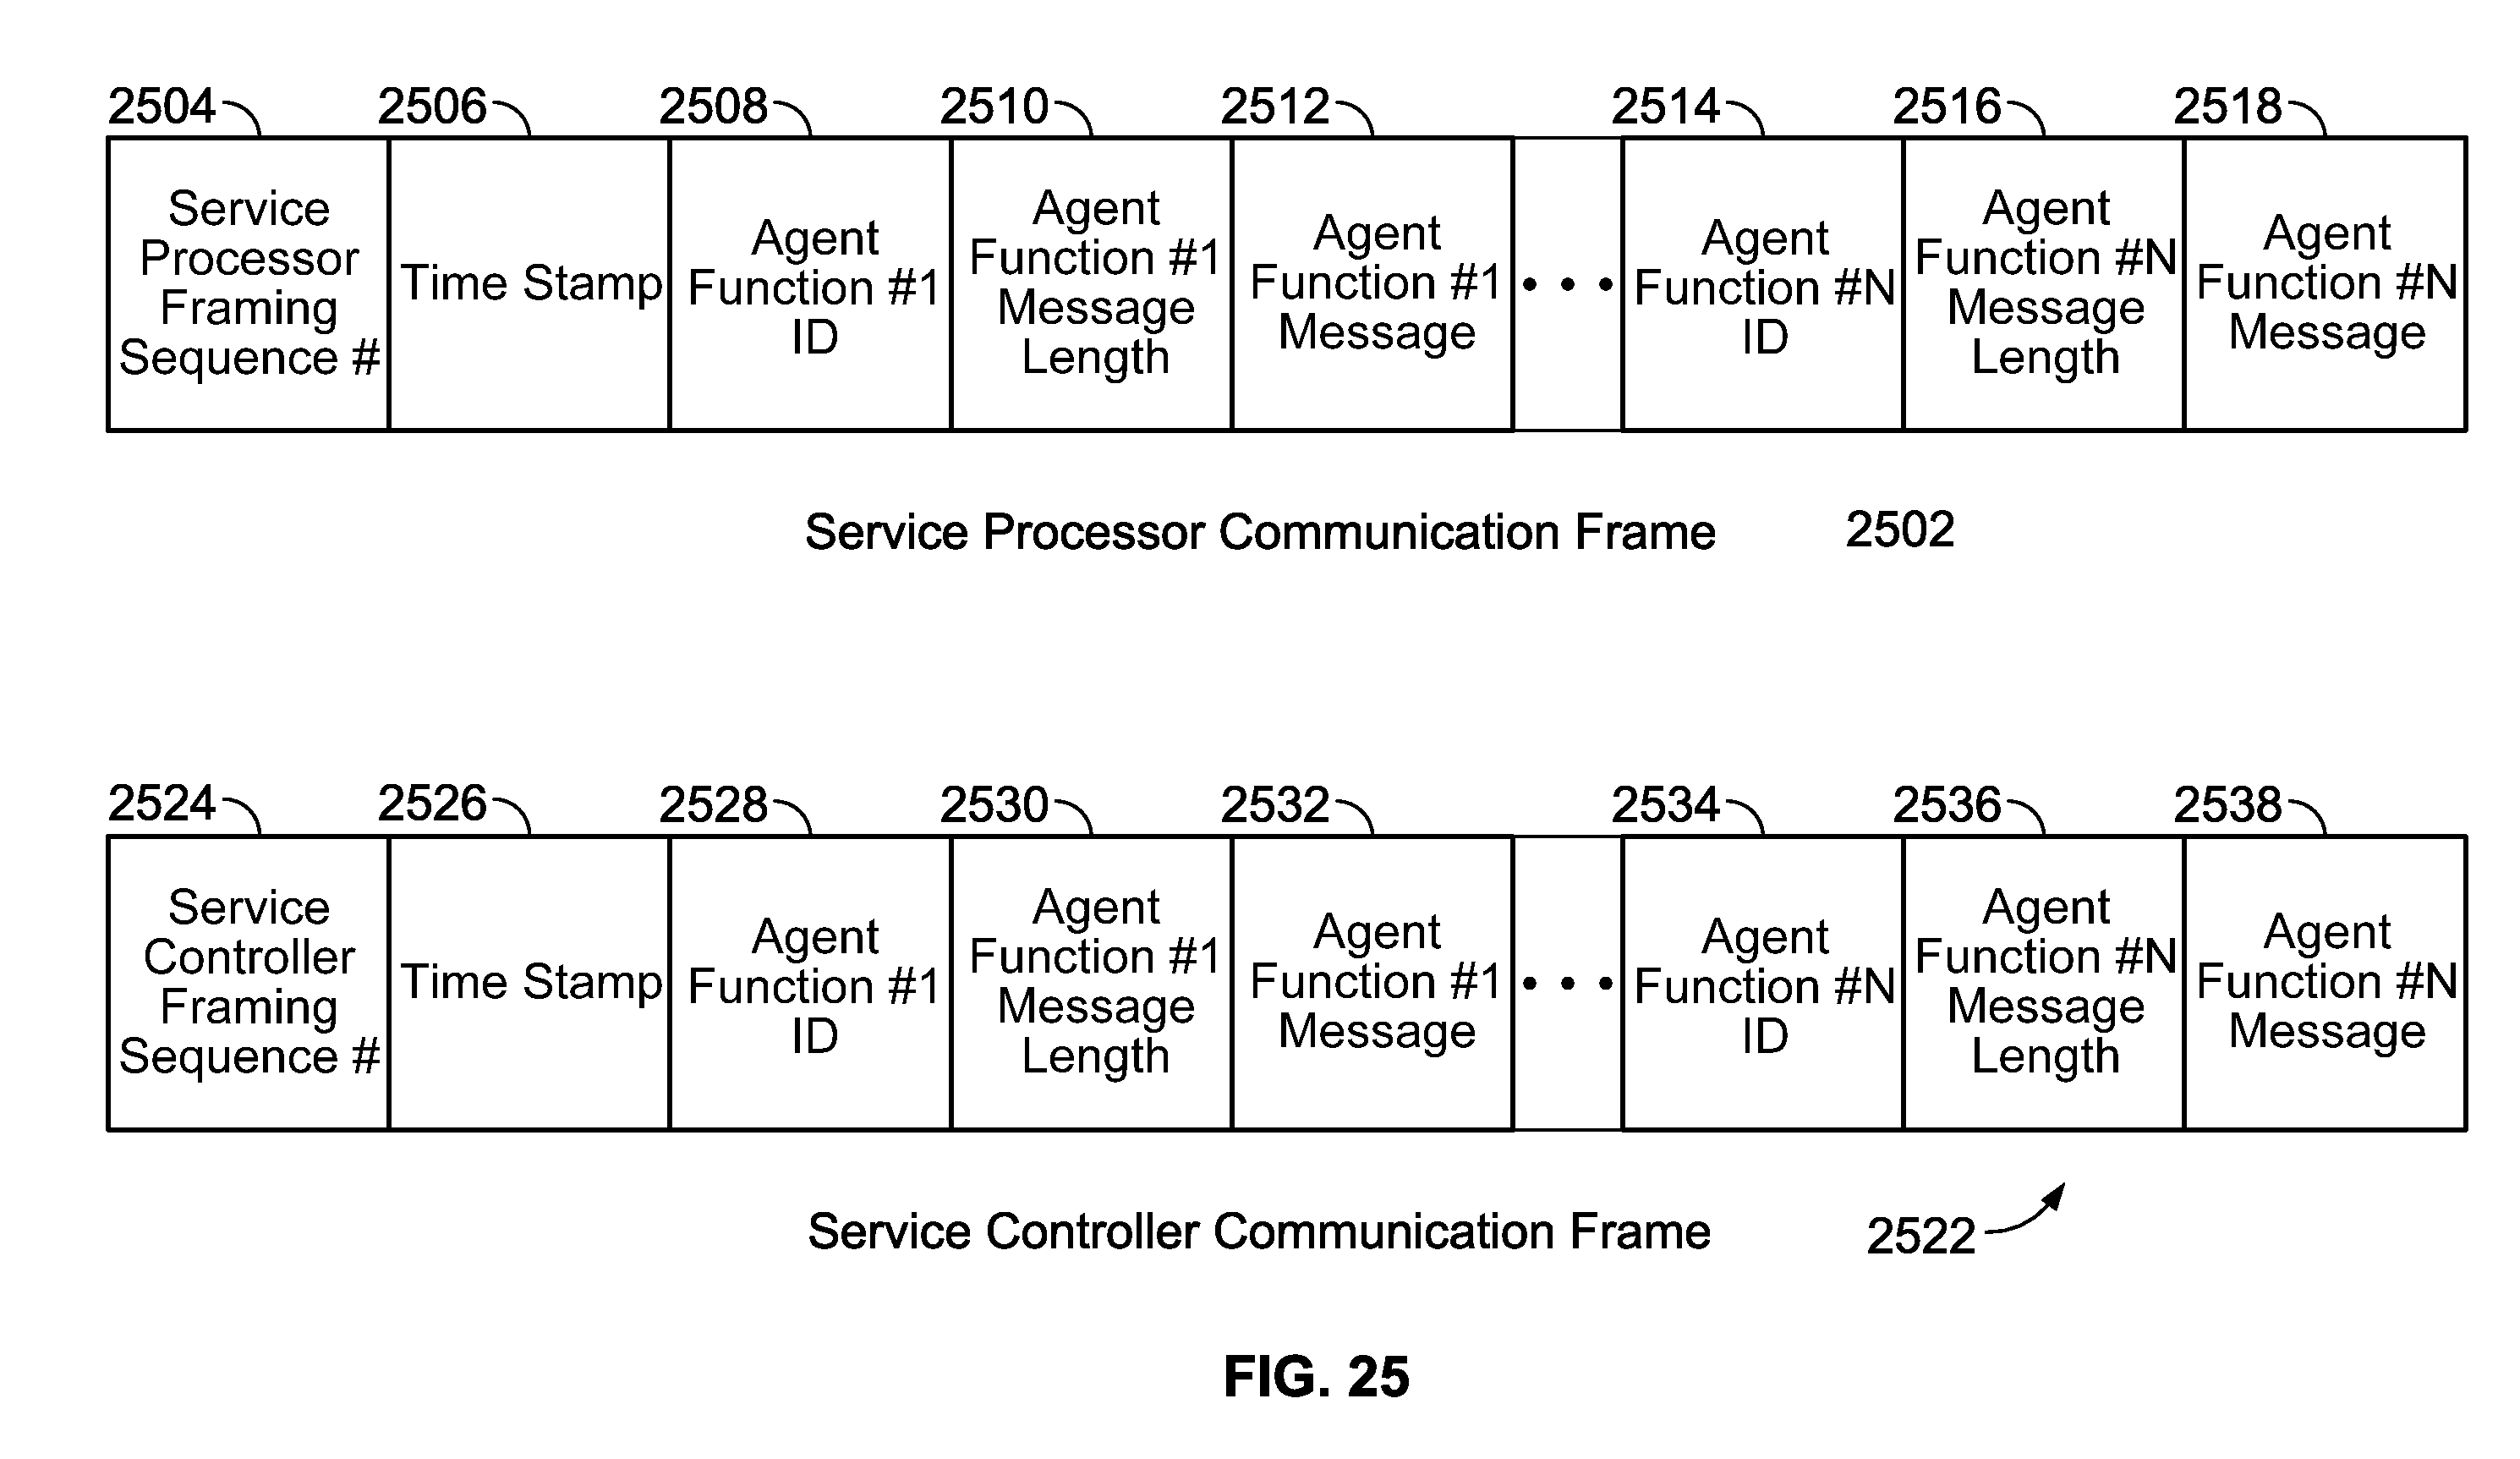 2504 2506 2508 2510 2512 2514 2516 2518
Service
Processor
Framing
Sequence #
Time Stamp
Agent
Function #1
ID
Agent
Function #1
Message
Length
Agent
Function #1
Message
• • •
Agent
Function #N
ID
Agent
Function #N
Message
Length
Agent
Function #N
Message
Service Processor Communication Frame 2502
2524 2526 2528 2530 2532 2534 2536 2538
Service
Controller
Framing
Sequence #
Time Stamp
Agent
Function #1
ID
Agent
Function #1
Message
Length
Agent
Function #1
Message
• • •
Agent
Function #N
ID
Agent
Function #N
Message
Length
Agent
Function #N
Message
Service Controller Communication Frame 2522
FIG. 25